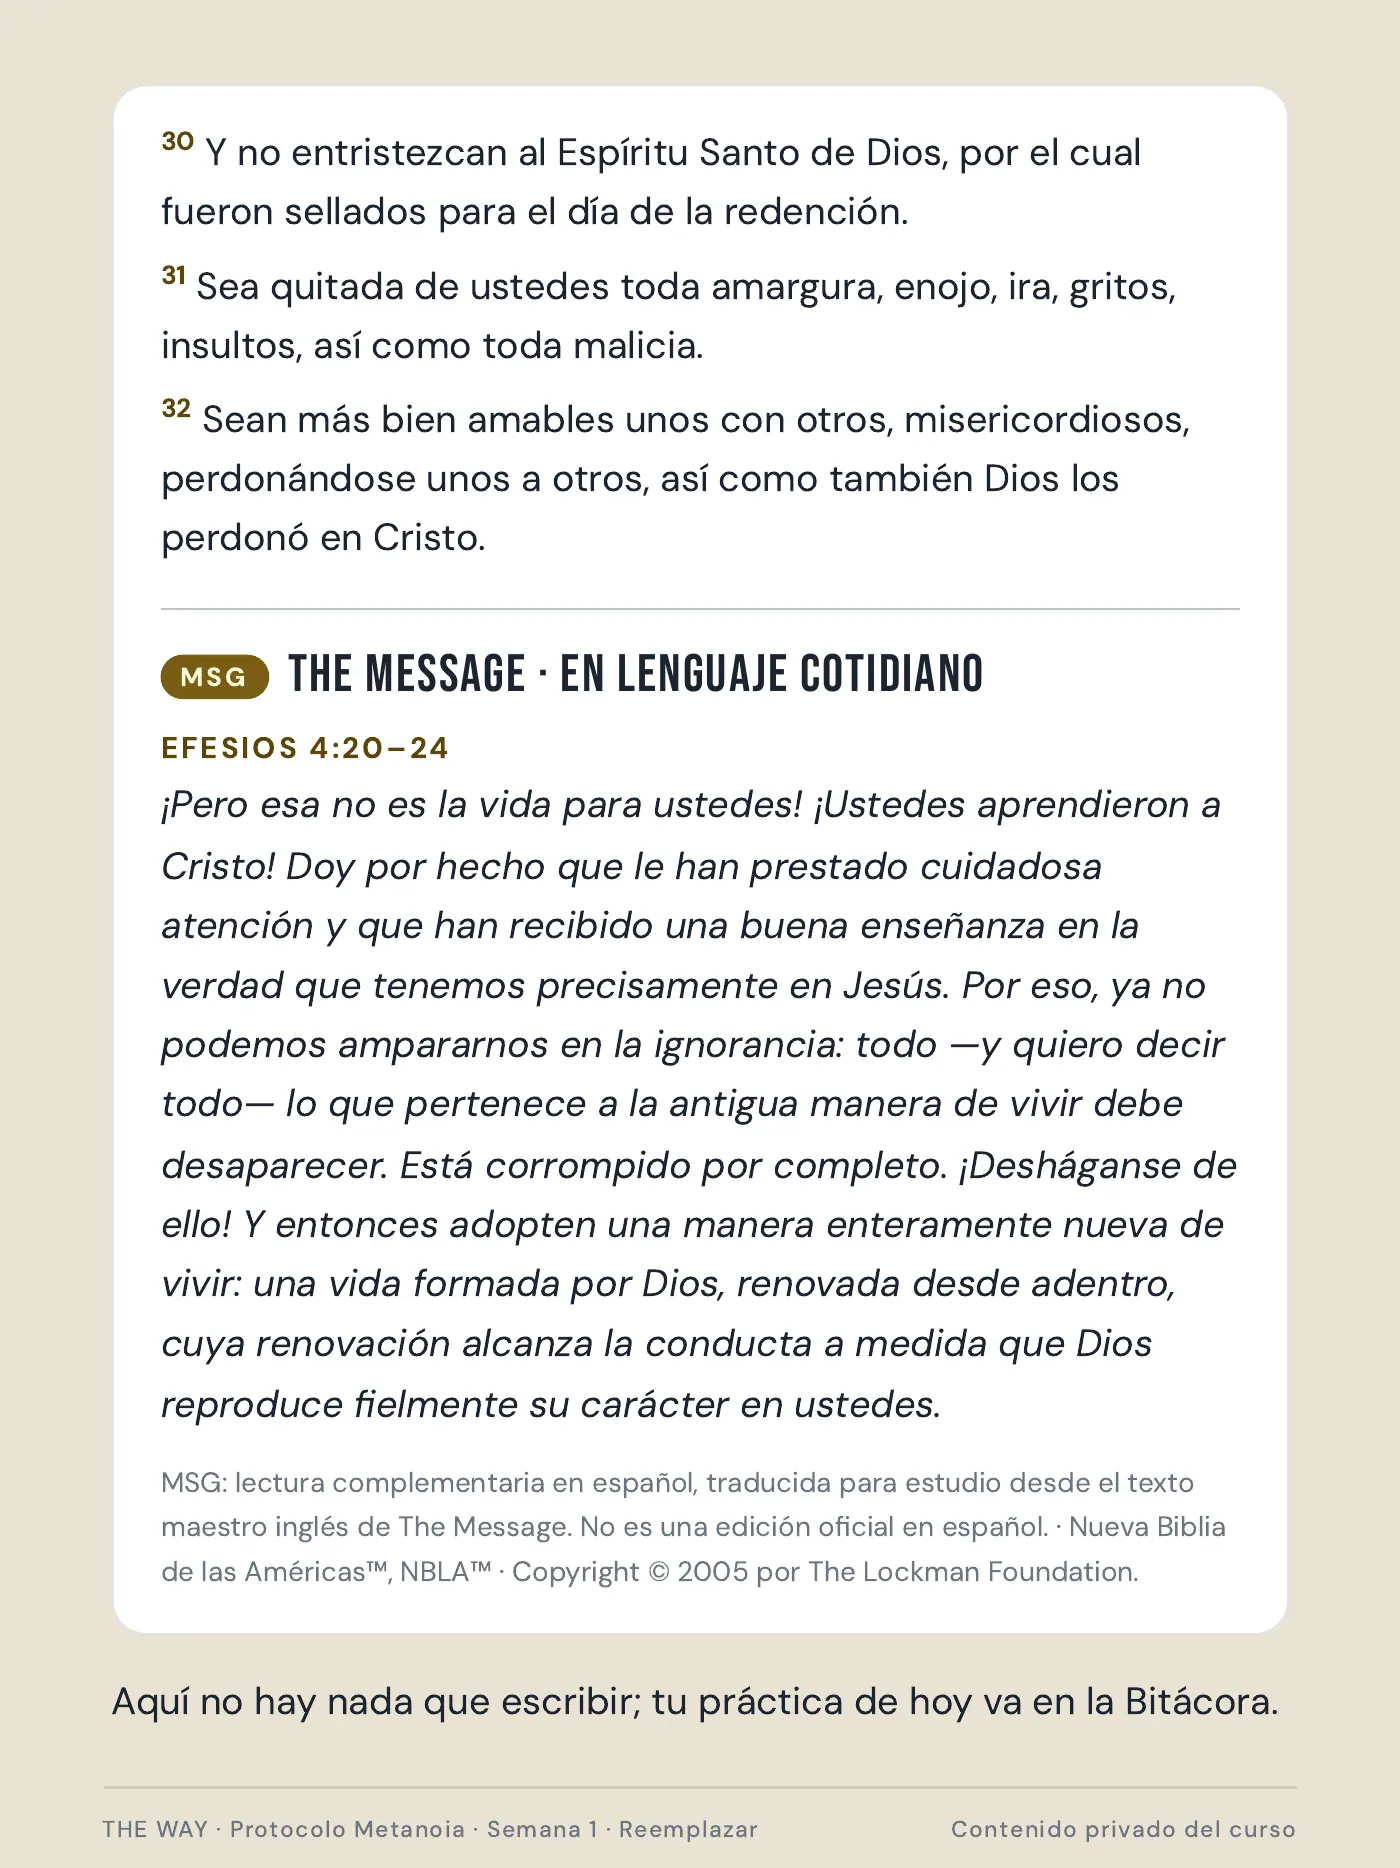 30 Y no entristezcan al Espíritu Santo de Dios, por el cual
fueron sellados para el día de la redención.
31 Sea quitada de ustedes toda amargura, enojo, ira, gritos,
insultos, así como toda malicia.
32 Sean más bien amables unos con otros, misericordiosos,
perdonándose unos a otros, así como también Dios los
perdonó en Cristo.
MSG THE MESSAGE · EN LENGUAJE COTIDIANO
EFESIOS 4:20–24
¡Pero esa no es la vida para ustedes! ¡Ustedes aprendieron a
Cristo! Doy por hecho que le han prestado cuidadosa
atención y que han recibido una buena enseñanza en la
verdad que tenemos precisamente en Jesús. Por eso, ya no
podemos ampararnos en la ignorancia: todo —y quiero decir
todo— lo que pertenece a la antigua manera de vivir debe
desaparecer. Está corrompido por completo. ¡Desháganse de
ello! Y entonces adopten una manera enteramente nueva de
vivir: una vida formada por Dios, renovada desde adentro,
cuya renovación alcanza la conducta a medida que Dios
reproduce fielmente su carácter en ustedes.
MSG: lectura complementaria en español, traducida para estudio desde el texto
maestro inglés de The Message. No es una edición oficial en español. · Nueva Biblia
de las Américas™, NBLA™ · Copyright © 2005 por The Lockman Foundation.
Aquí no hay nada que escribir; tu práctica de hoy va en la Bitácora.
THE WAY · Protocolo Metanoia · Semana 1 · Reemplazar
Contenido privado del curso